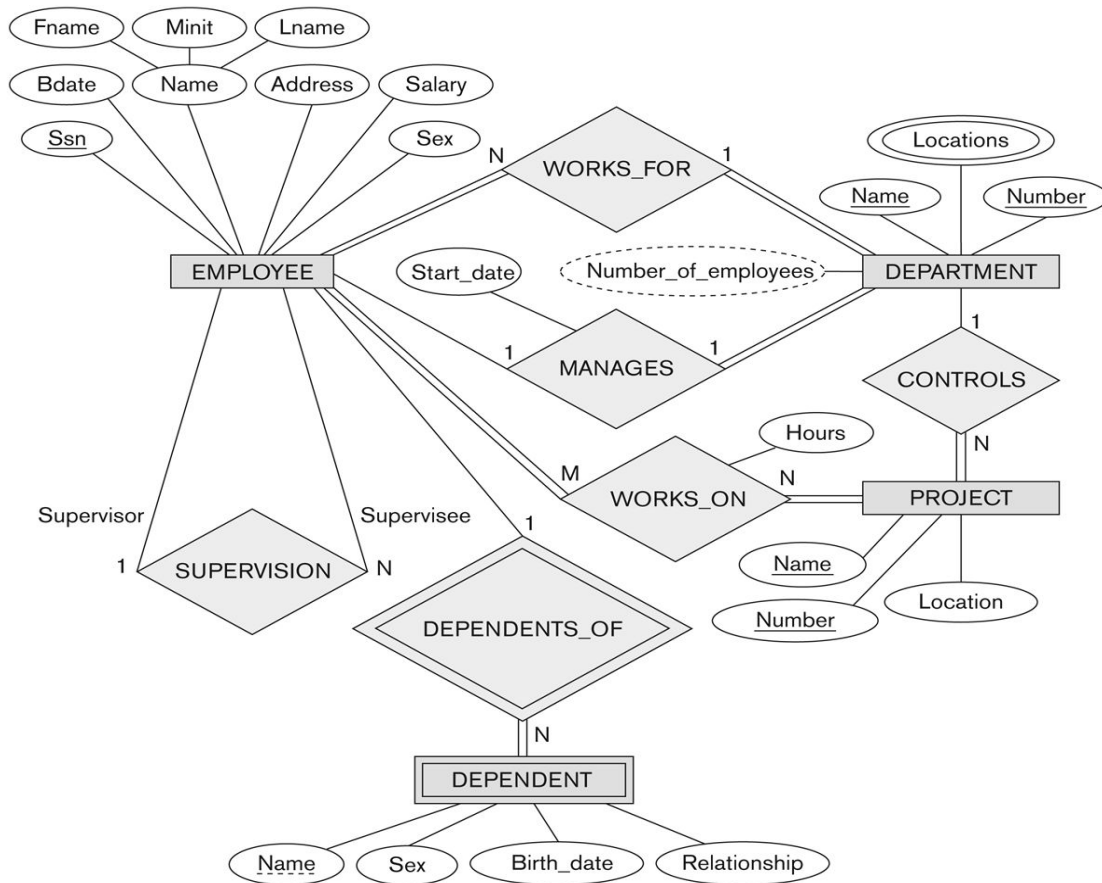 Fname
Minit
Lname
Bdate
Name
Address
Salary
Ssn
Sex
N
WORKS_FOR
1
Locations
Name
Number
EMPLOYEE
Start_date
Number_of_employees
DEPARTMENT
1
MANAGES
1
1
CONTROLS
N
Hours
M
WORKS_ON
N
PROJECT
Supervisor
Supervisee
1
SUPERVISION
N
1
Name
Number
Location
DEPENDENTS_OF
N
DEPENDENT
Name
Sex
Birth_date
Relationship